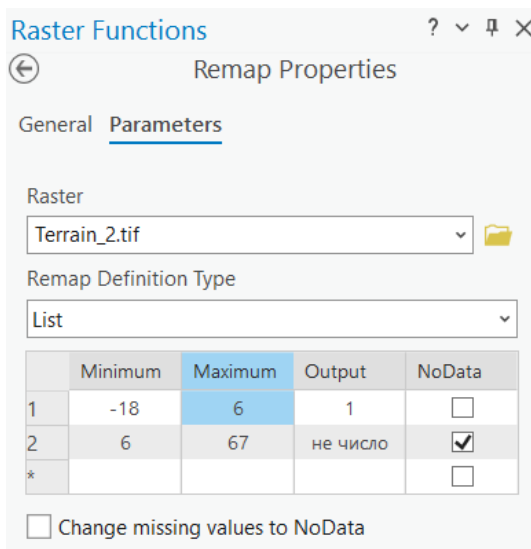 Raster Functions ?
Remap Properties
General Parameters
Raster
Terrain_2.tif
Remap Definition Type
List
Minimum Maximum Output NoData
1 -18 6 1
2 6 67 не число
*
Change missing values to NoData